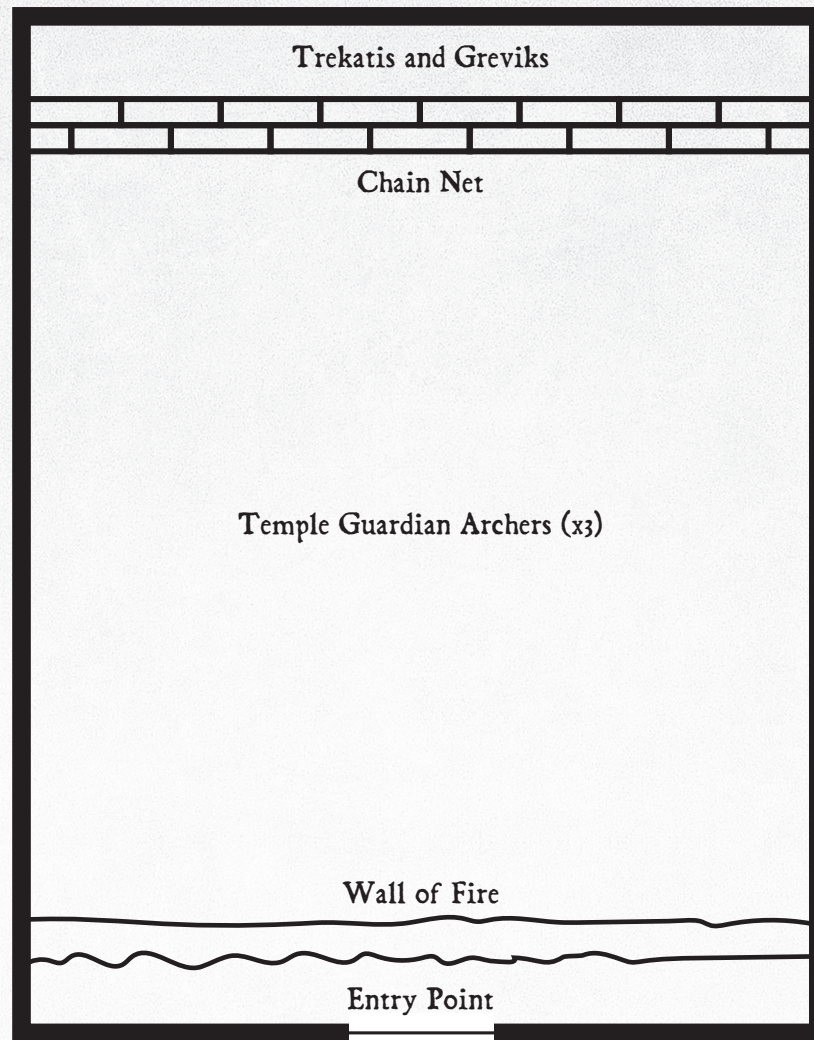 Trekatis and Greviks
Chain Net
Temple Guardian Archers (x3)
Wall of Fire
Entry Point